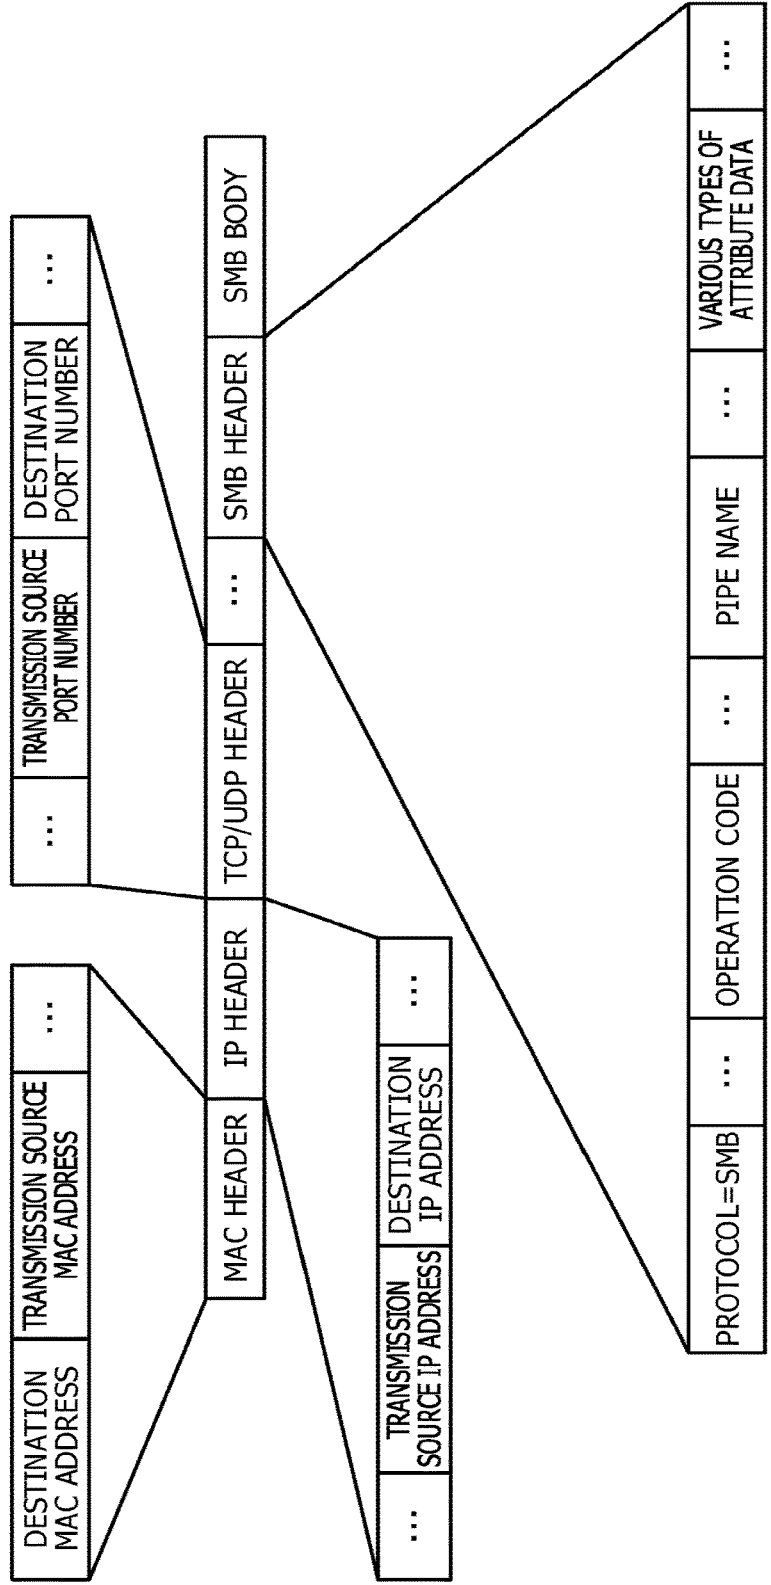 DESTINATION
MAC ADDRESS
TRANSMISSION SOURCE
MAC ADDRESS
...
...
TRANSMISSION SOURCE
PORT NUMBER
DESTINATION
PORT NUMBER
...
MAC HEADER
IP HEADER
TCP/UDP HEADER
...
SMB HEADER
SMB BODY
...
TRANSMISSION
SOURCE IP ADDRESS
DESTINATION
IP ADDRESS
...
PROTOCOL=SMB
...
OPERATION CODE
...
PIPE NAME
...
VARIOUS TYPES OF
ATTRIBUTE DATA
...